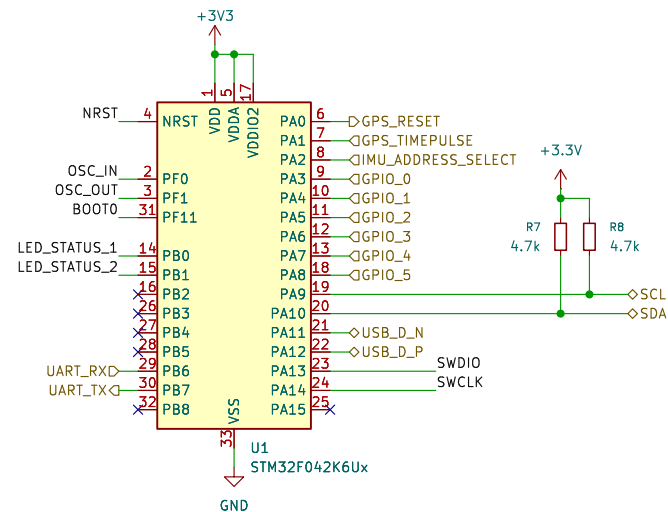 +3V3
1
VDD
5
VDDA
17
VDDIO2
NRST 4 NRST
OSC_IN 2 PF0
OSC_OUT 3 PF1
BOOT0 31 PF11
LED_STATUS_1 14 PB0
LED_STATUS_2 15 PB1
16 PB2
26 PB3
27 PB4
28 PB5
UART_RX 29 PB6
UART_TX 30 PB7
32 PB8
PA0 6 GPS_RESET
PA1 7 GPS_TIMEPULSE
PA2 8 IMU_ADDRESS_SELECT
PA3 9 GPIO_0
PA4 10 GPIO_1
PA5 11 GPIO_2
PA6 12 GPIO_3
PA7 13 GPIO_4
PA8 18 GPIO_5
PA9 19 SCL
PA10 20 SDA
PA11 21 USB_D_N
PA12 22 USB_D_P
PA13 23 SWDIO
PA14 24 SWCLK
PA15 25
+3.3V
R7
4.7k
R8
4.7k
VSS
33
U1
STM32F042K6Ux
GND